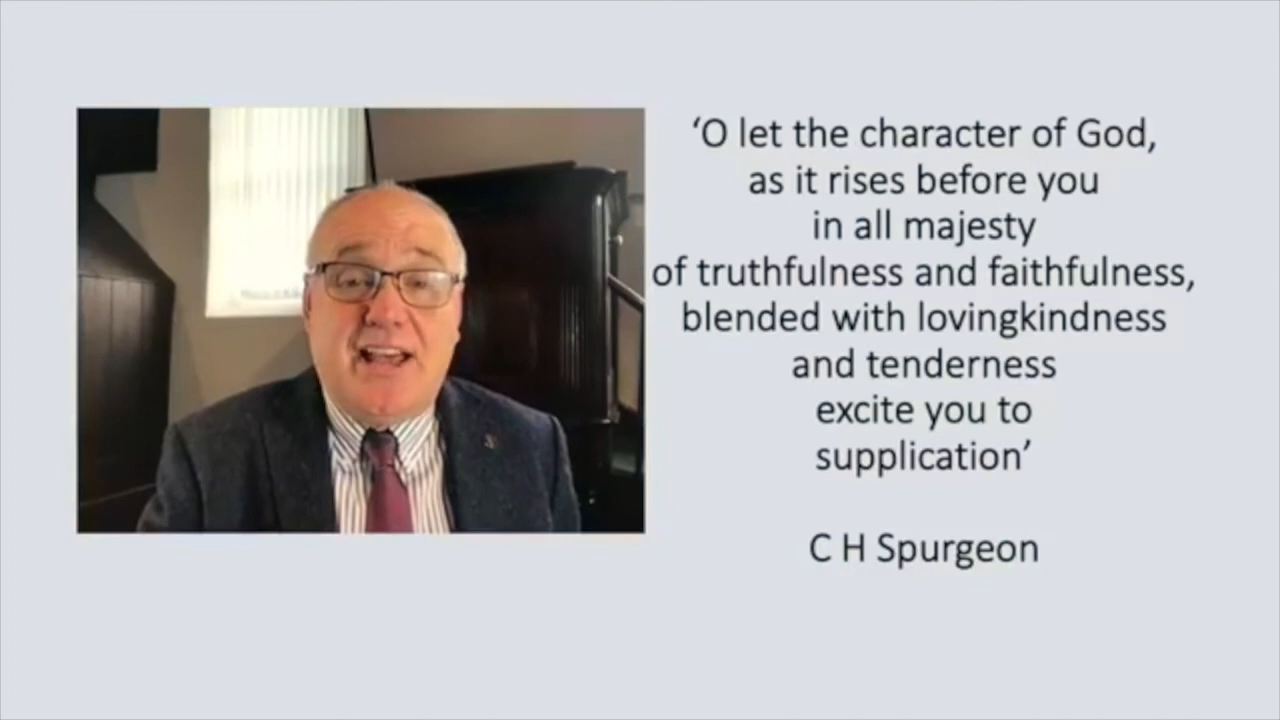 ‘O let the character of God,
as it rises before you
in all majesty
of truthfulness and faithfulness,
blended with lovingkindness
and tenderness
excite you to
supplication’
C H Spurgeon